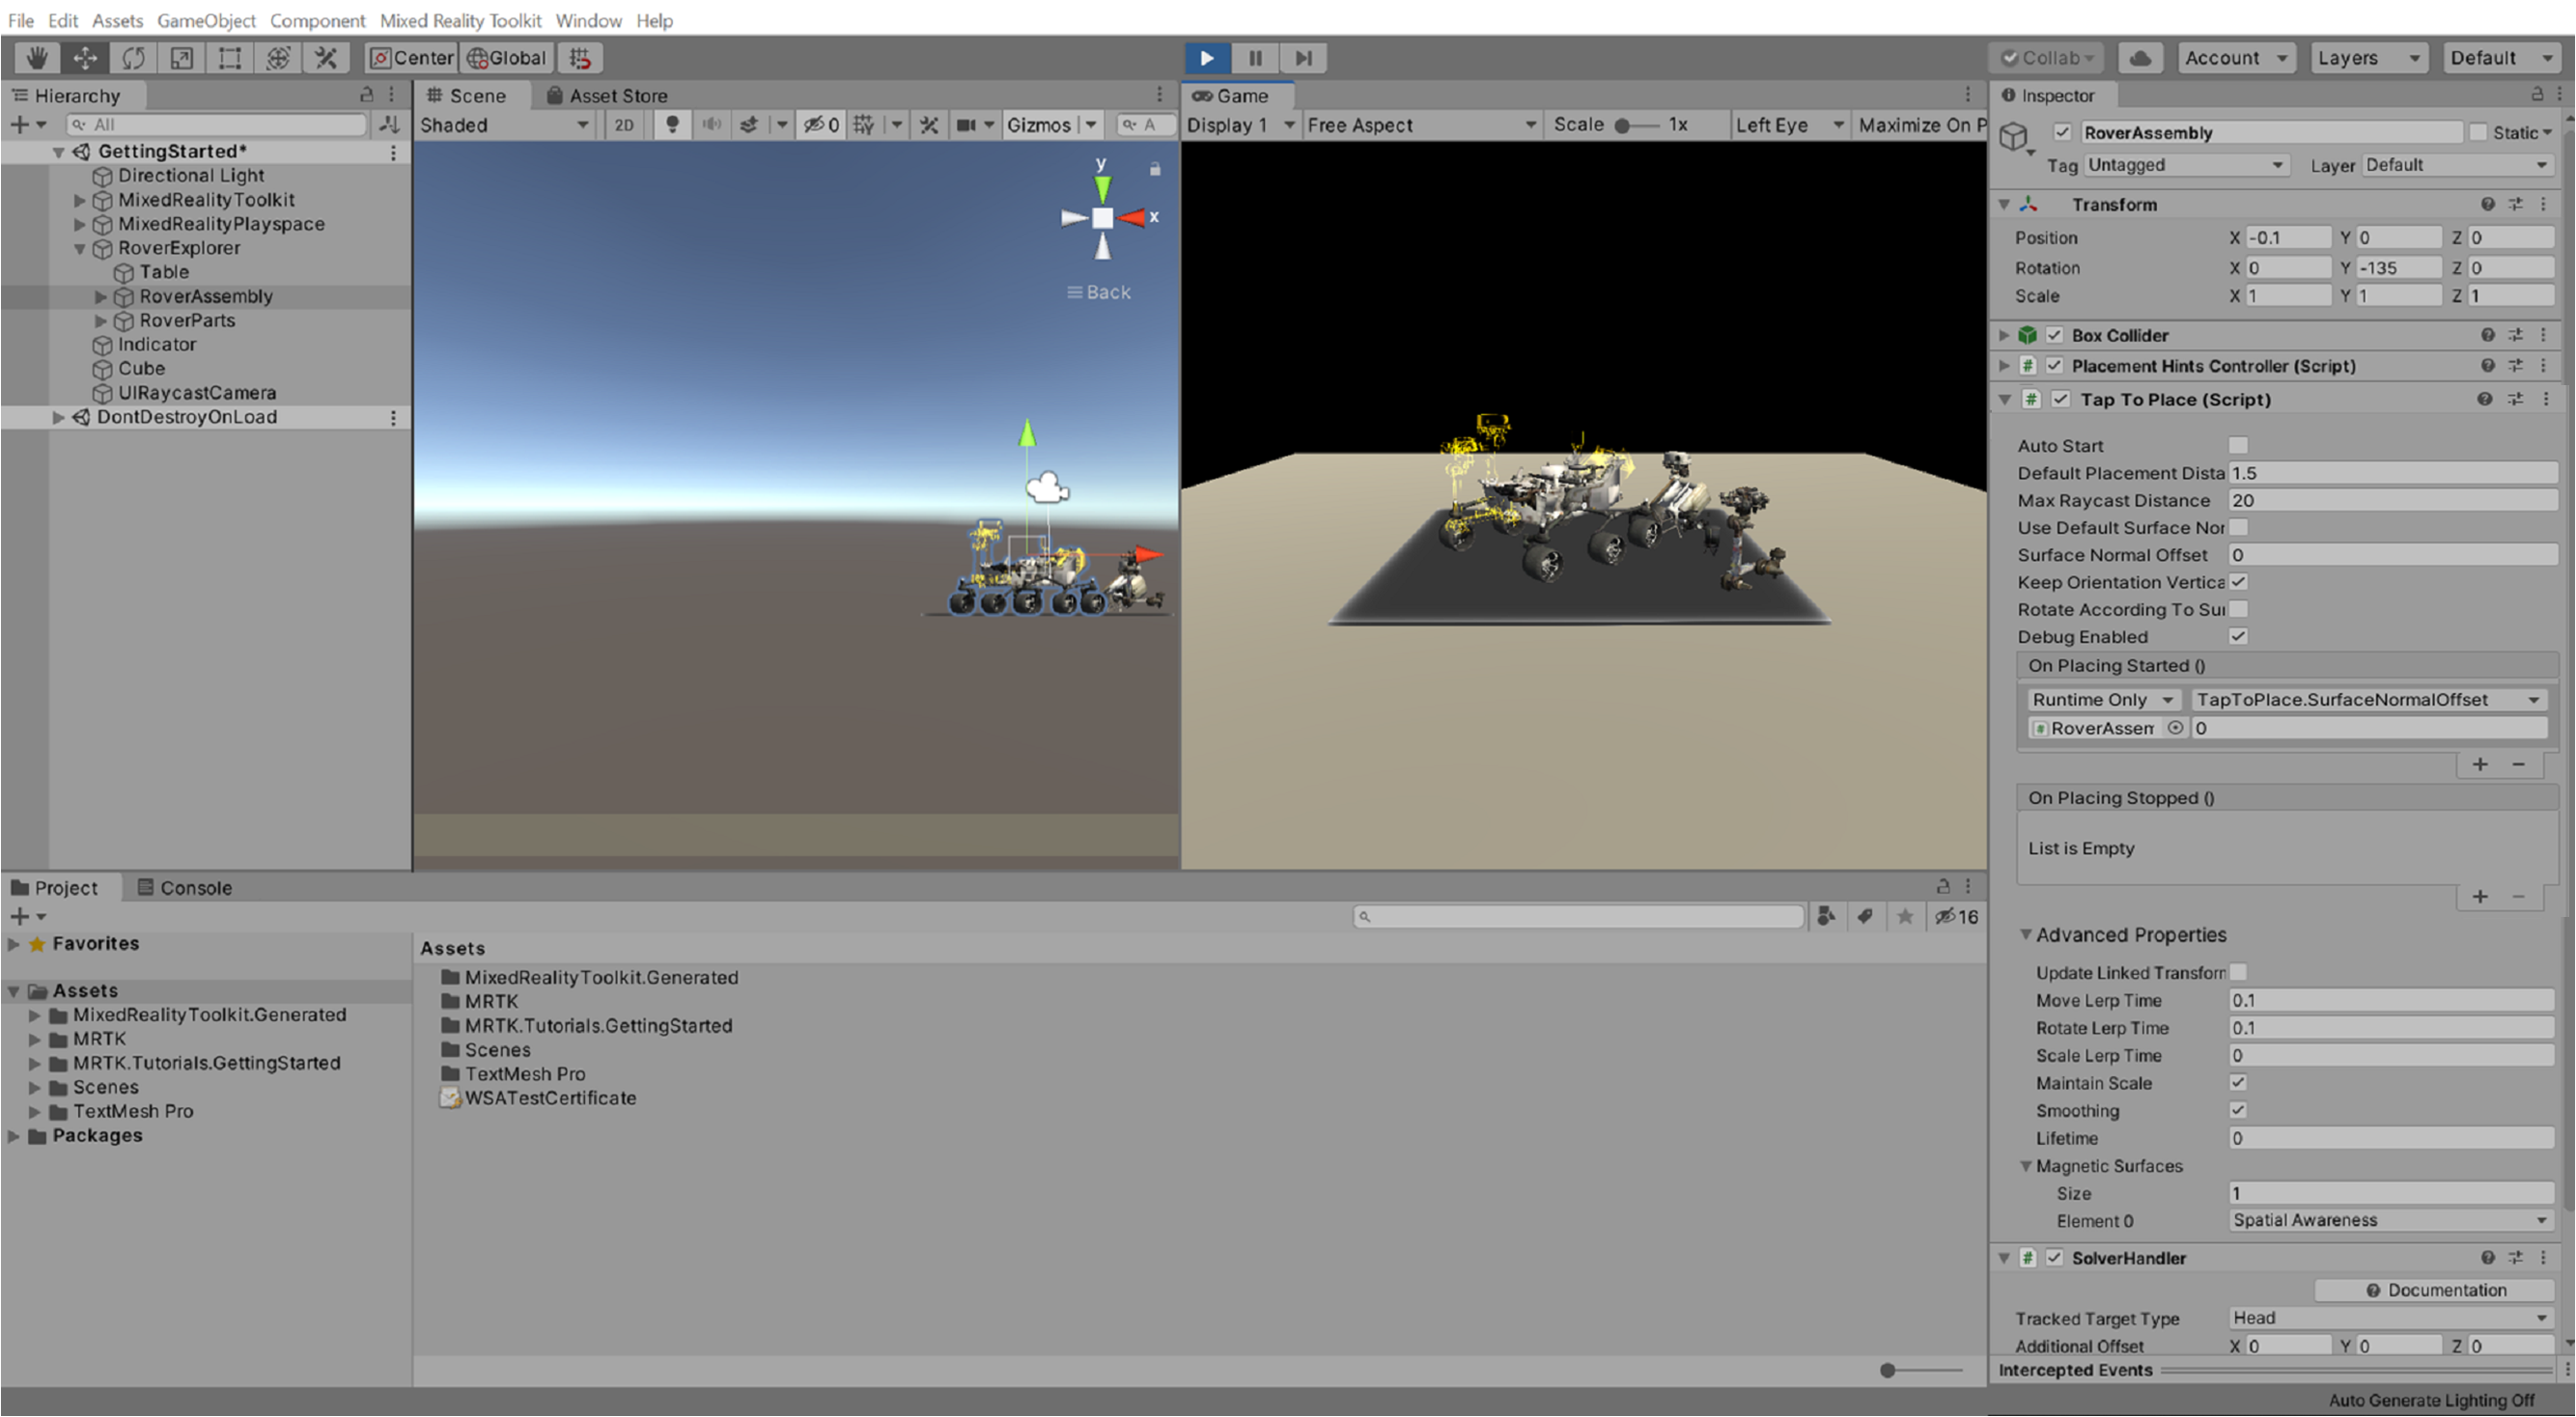 File Edit Assets GameObject Component Mixed Reality Toolkit Window Help
Center Global Collab Account Layers Default
Hierarchy
All
GettingStarted*
Directional Light
MixedRealityToolkit
MixedRealityPlayspace
RoverExplorer
Table
RoverAssembly
RoverParts
Indicator
Cube
UIRaycastCamera
DontDestroyOnLoad
Scene Asset Store
Shaded 2D 0 Gizmos A
y
x
Back
Game
Display 1 Free Aspect Scale 1x Left Eye Maximize On P
Inspector
RoverAssembly Static
Tag Untagged Layer Default
Transform
Position X -0.1 Y 0 Z 0
Rotation X 0 Y -135 Z 0
Scale X 1 Y 1 Z 1
Box Collider
# Placement Hints Controller (Script)
# Tap To Place (Script)
Auto Start
Default Placement Dista 1.5
Max Raycast Distance 20
Use Default Surface Nor
Surface Normal Offset 0
Keep Orientation Vertica
Rotate According To Sur
Debug Enabled
On Placing Started ()
Runtime Only TapToPlace.SurfaceNormalOffset
RoverAssem 0
+ −
On Placing Stopped ()
List is Empty
+ −
Advanced Properties
Update Linked Transforn
Move Lerp Time 0.1
Rotate Lerp Time 0.1
Scale Lerp Time 0
Maintain Scale
Smoothing
Lifetime 0
Magnetic Surfaces
Size 1
Element 0 Spatial Awareness
# SolverHandler
Documentation
Tracked Target Type Head
Additional Offset X 0 Y 0 Z 0
Intercepted Events
Auto Generate Lighting Off
Project Console
16
Favorites
Assets
MixedRealityToolkit.Generated
MRTK
MRTK.Tutorials.GettingStarted
Scenes
TextMesh Pro
Packages
Assets
MixedRealityToolkit.Generated
MRTK
MRTK.Tutorials.GettingStarted
Scenes
TextMesh Pro
WSATestCertificate